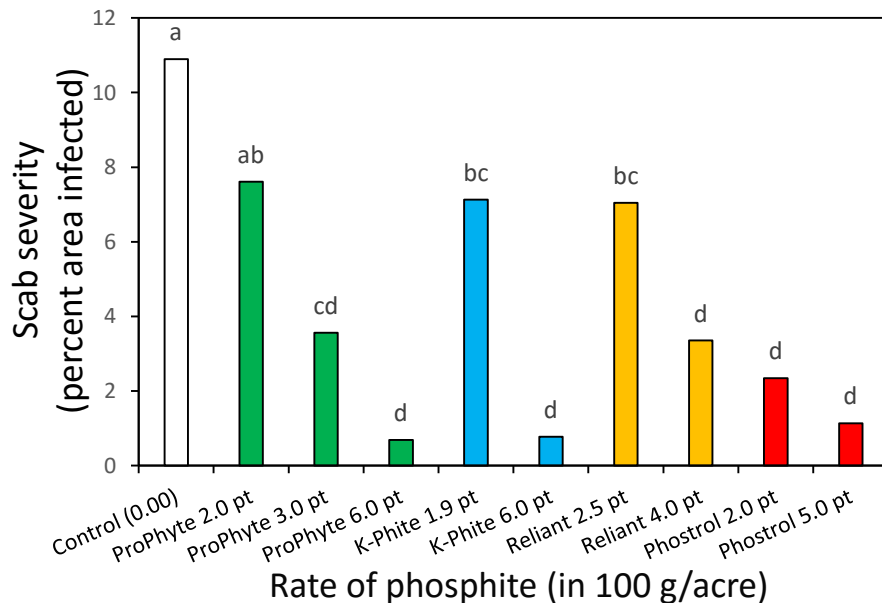 12
10
8
6
4
2
0
Scab severity
(percent area infected)
a
ab
cd
d
bc
d
bc
d
d
d
Control (0.00)
ProPhyte 2.0 pt
ProPhyte 3.0 pt
ProPhyte 6.0 pt
K-Phite 1.9 pt
K-Phite 6.0 pt
Reliant 2.5 pt
Reliant 4.0 pt
Phostrol 2.0 pt
Phostrol 5.0 pt
Rate of phosphite (in 100 g/acre)